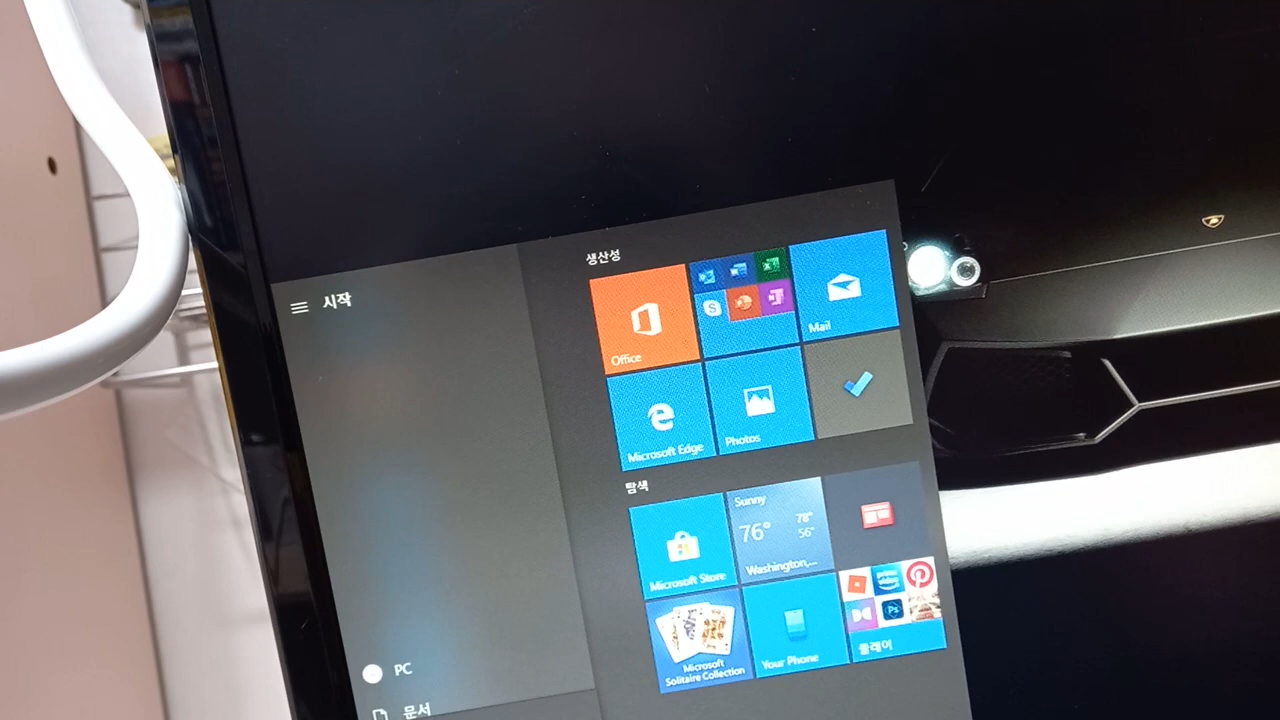 시작
생산성
Office
Mail
Microsoft Edge
Photos
탐색
Microsoft Store
Sunny
76°
78°
56°
Washington,...
Microsoft
Solitaire Collection
Your Phone
플레이
PC
문서